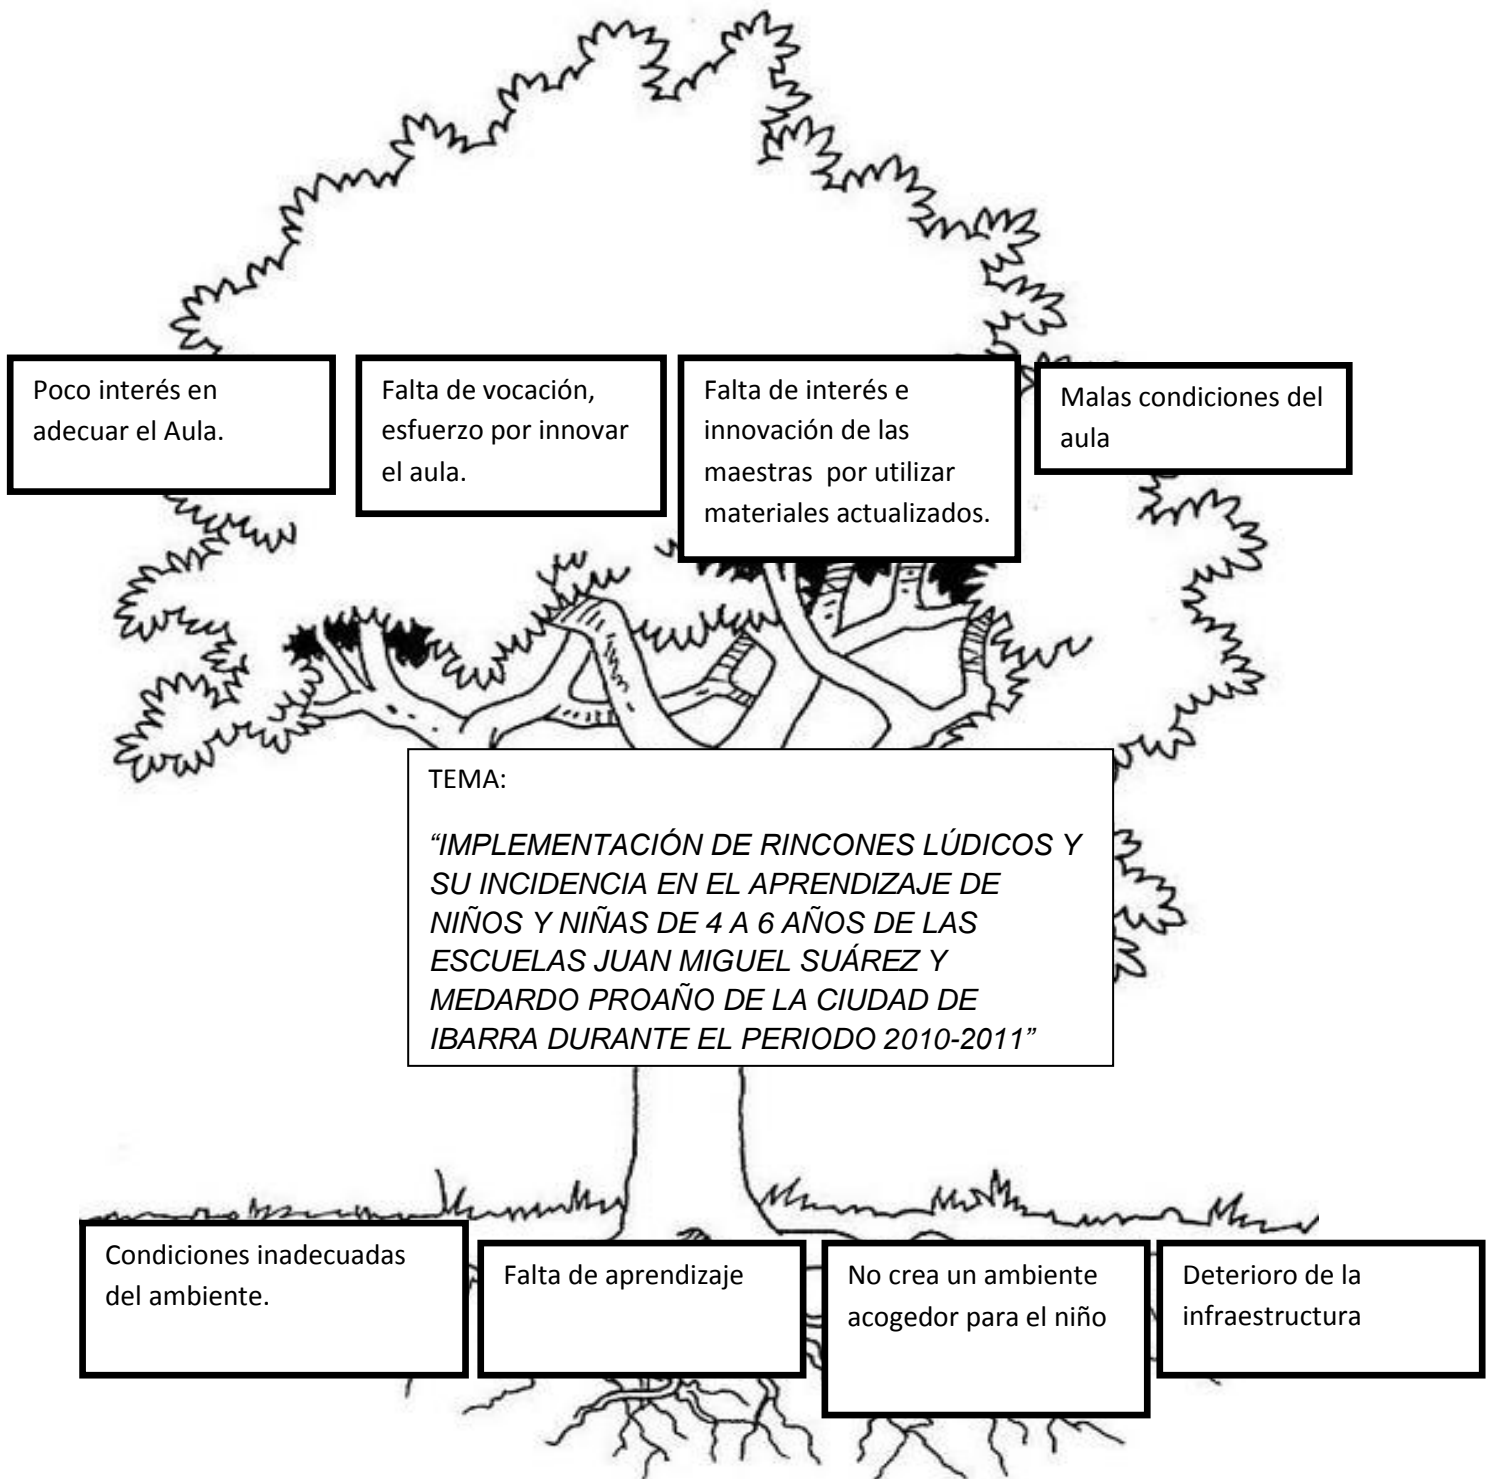 Poco interés en
adecuar el Aula.
Falta de vocación,
esfuerzo por innovar
el aula.
Falta de interés e
innovación de las
maestras por utilizar
materiales actualizados.
Malas condiciones del
aula
TEMA:
“IMPLEMENTACIÓN DE RINCONES LÚDICOS Y
SU INCIDENCIA EN EL APRENDIZAJE DE
NIÑOS Y NIÑAS DE 4 A 6 AÑOS DE LAS
ESCUELAS JUAN MIGUEL SUÁREZ Y
MEDARDO PROAÑO DE LA CIUDAD DE
IBARRA DURANTE EL PERIODO 2010-2011”
Condiciones inadecuadas
del ambiente.
Falta de aprendizaje
No crea un ambiente
acogedor para el niño
Deterioro de la
infraestructura